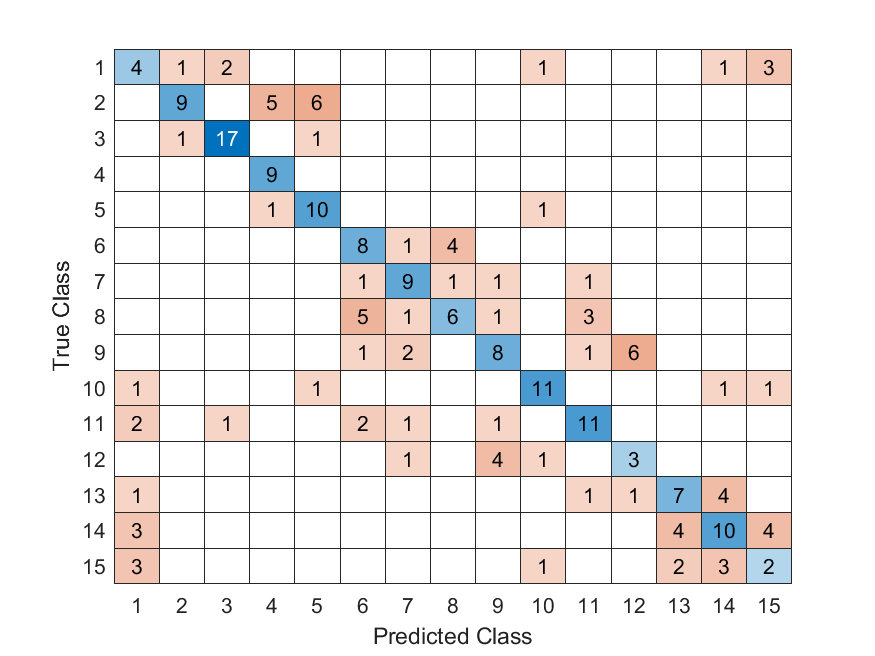 1 4 1 2 1 1 3
2 9 5 6
3 1 17 1
4 9
5 1 10 1
6 8 1 4
7 1 9 1 1 1
8 5 1 6 1 3
9 1 2 8 1 6
10 1 1 11 1 1
11 2 1 2 1 1 11
12 1 4 1 3
13 1 1 1 7 4
14 3 4 10 4
15 3 1 2 3 2
True Class
1 2 3 4 5 6 7 8 9 10 11 12 13 14 15
Predicted Class